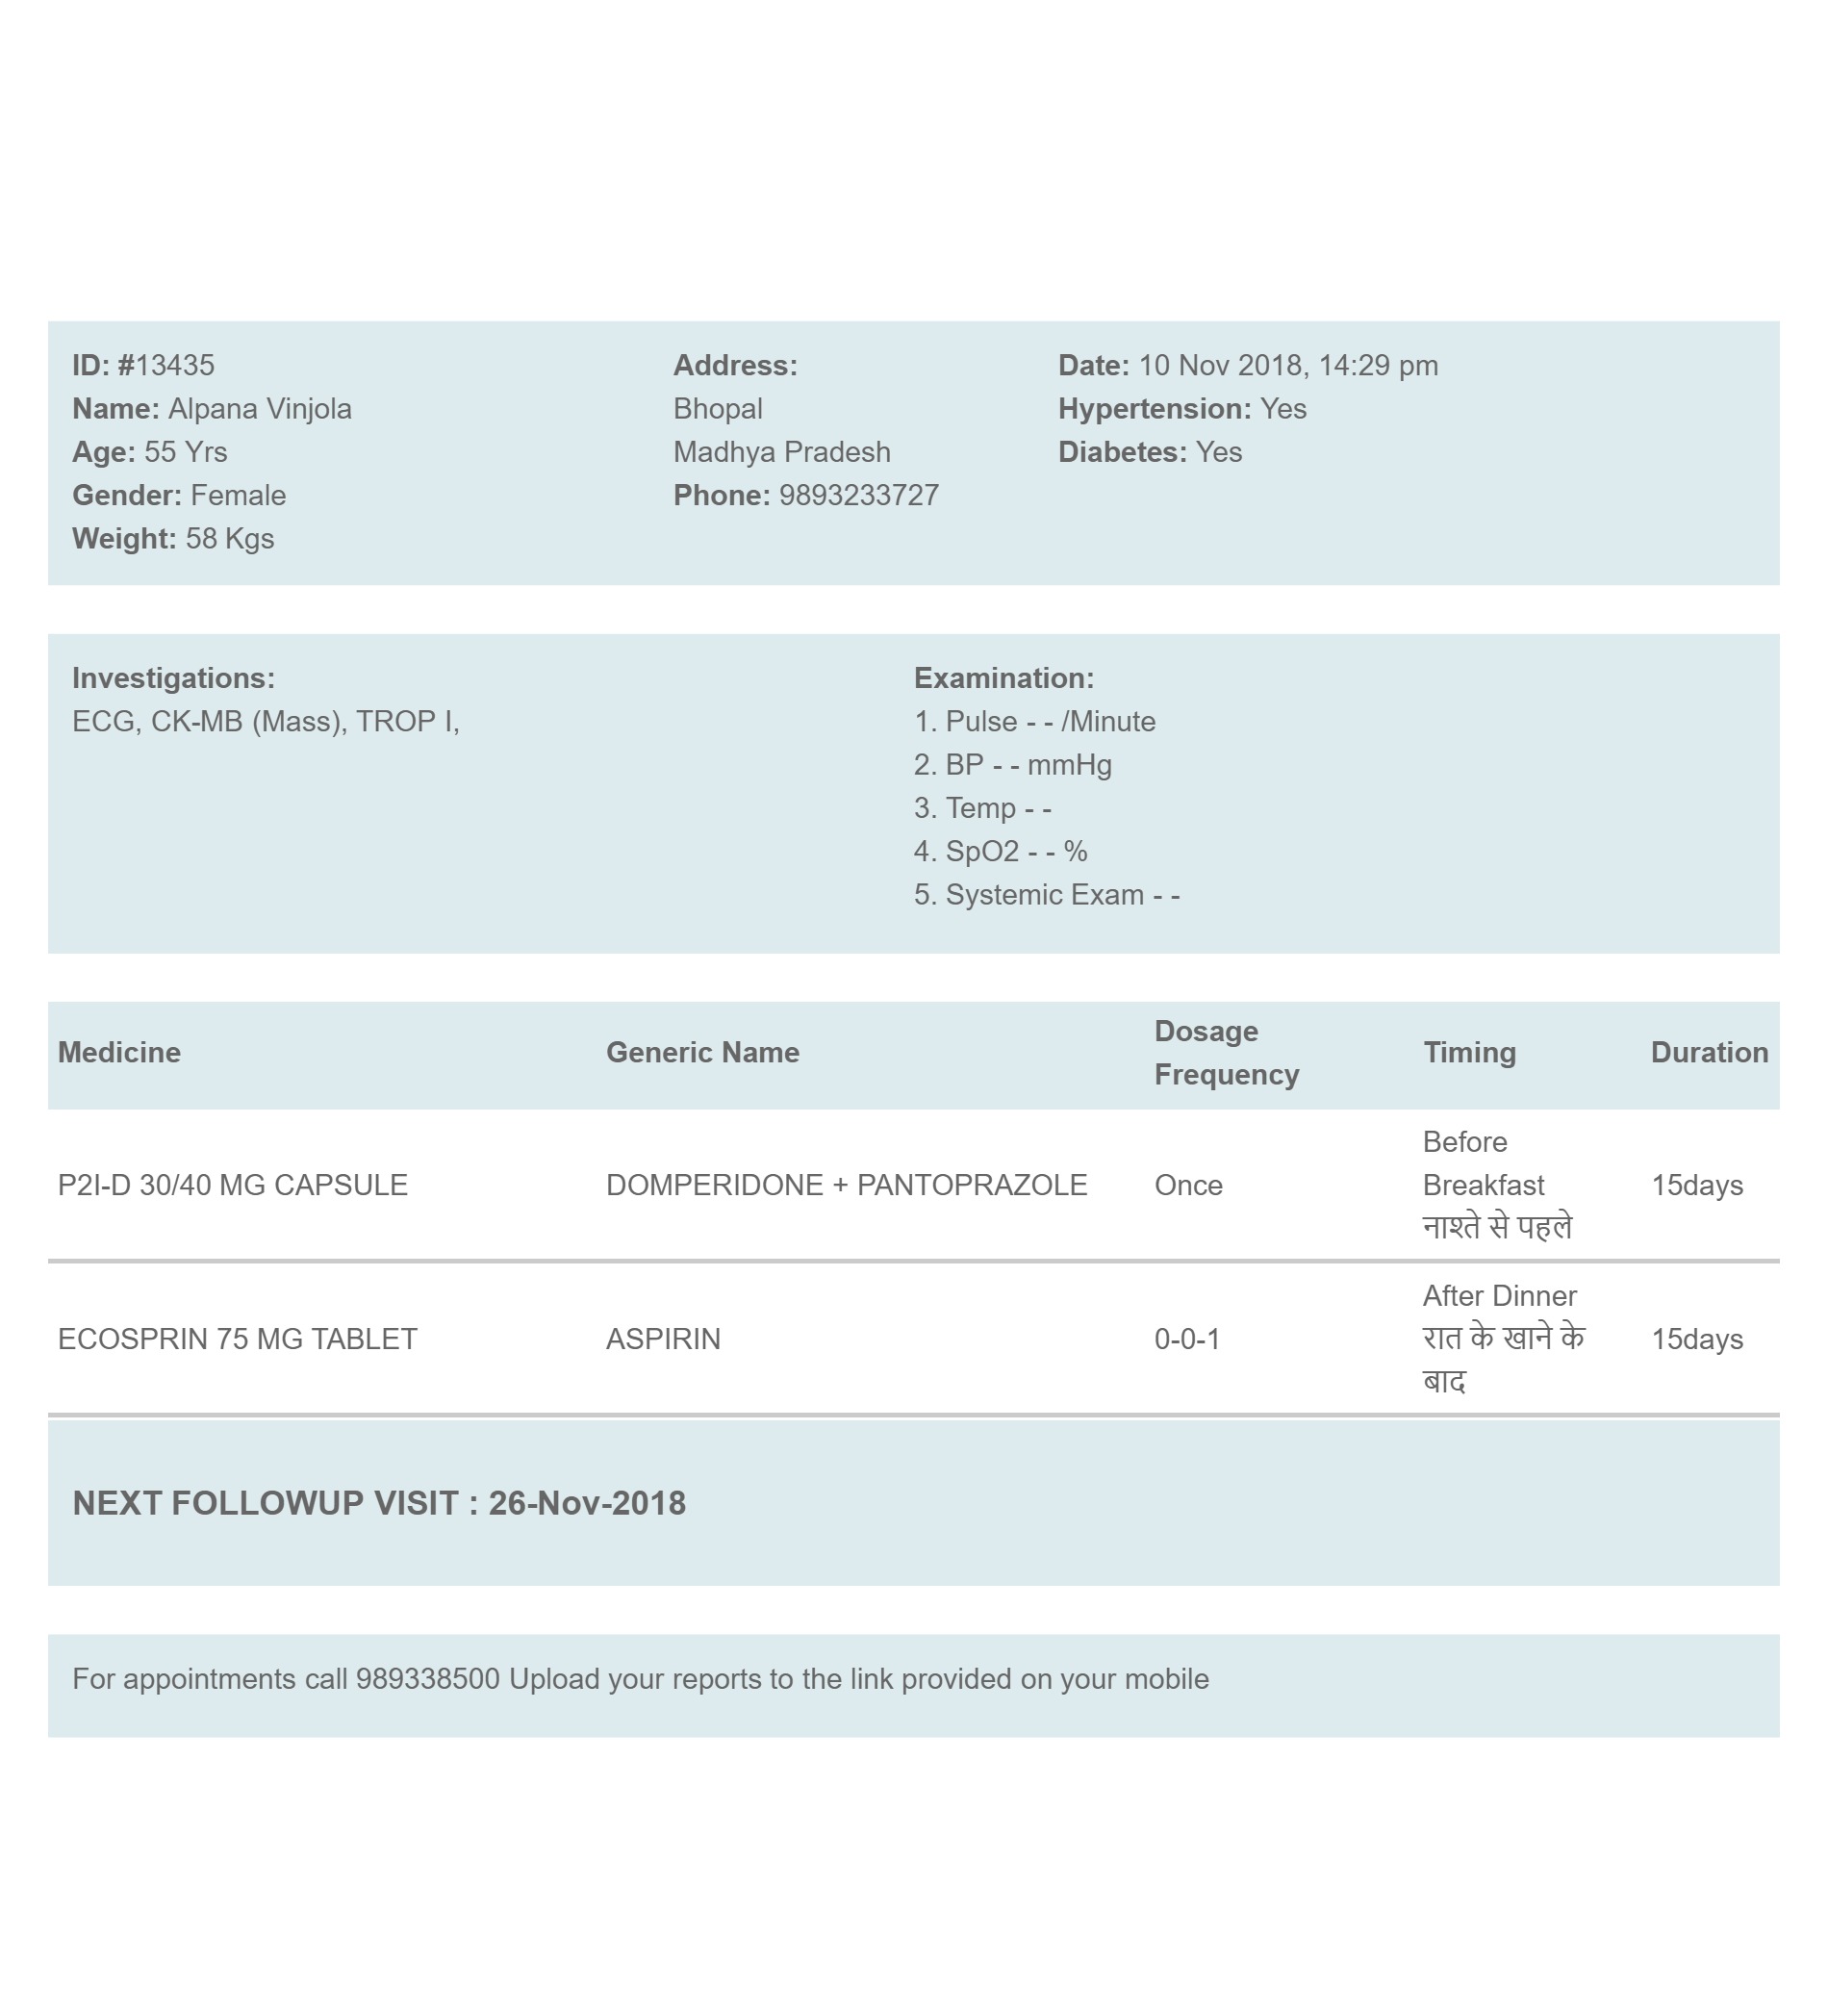 ID: #13435
Name: Alpana Vinjola
Age: 55 Yrs
Gender: Female
Weight: 58 Kgs
Address:
Bhopal
Madhya Pradesh
Phone: 9893233727
Date: 10 Nov 2018, 14:29 pm
Hypertension: Yes
Diabetes: Yes
Investigations:
ECG, CK-MB (Mass), TROP I,
Examination:
1. Pulse - - /Minute
2. BP - - mmHg
3. Temp - -
4. SpO2 - - %
5. Systemic Exam - -
Medicine Generic Name Dosage Frequency Timing Duration
P2I-D 30/40 MG CAPSULE DOMPERIDONE + PANTOPRAZOLE Once Before Breakfast नाश्ते से पहले 15days
ECOSPRIN 75 MG TABLET ASPIRIN 0-0-1 After Dinner रात के खाने के बाद 15days
NEXT FOLLOWUP VISIT : 26-Nov-2018
For appointments call 989338500 Upload your reports to the link provided on your mobile